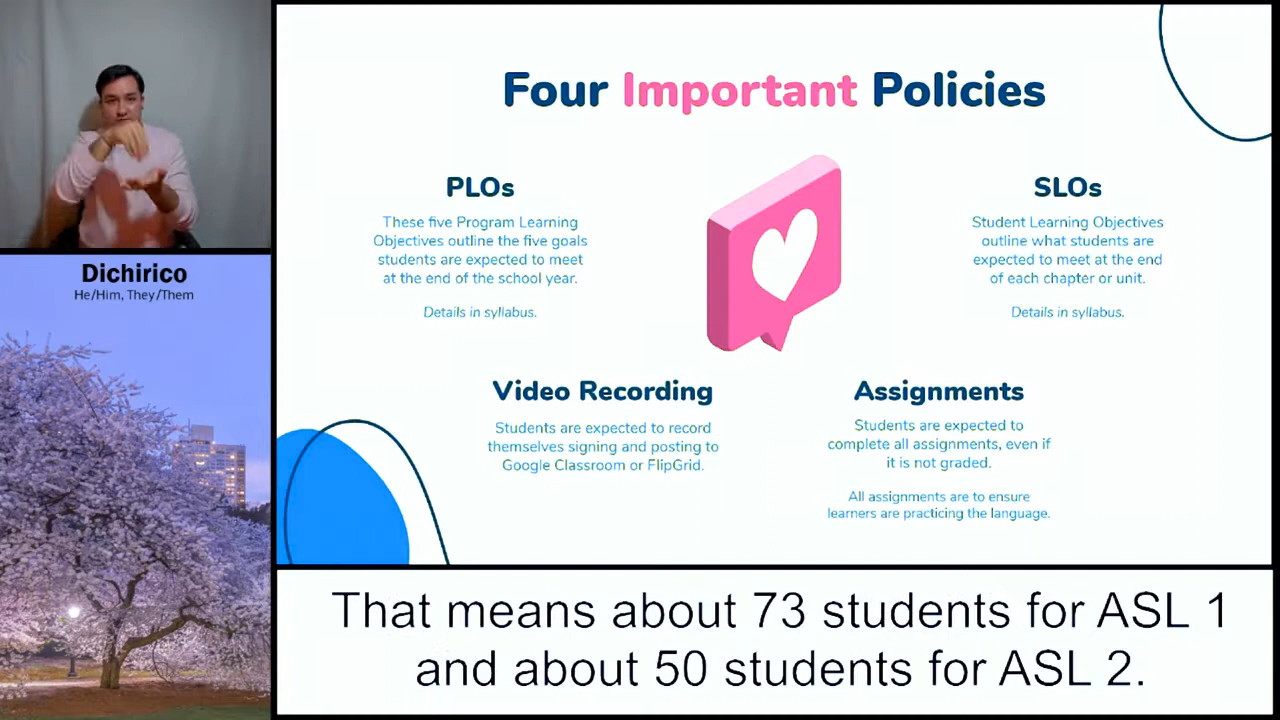 Dichirico
He/Him, They/Them
Four Important Policies
PLOs
These five Program Learning
Objectives outline the five goals
students are expected to meet
at the end of the school year.
Details in syllabus.
SLOs
Student Learning Objectives
outline what students are
expected to meet at the end
of each chapter or unit.
Details in syllabus.
Video Recording
Students are expected to record
themselves signing and posting to
Google Classroom or FlipGrid.
Assignments
Students are expected to
complete all assignments, even if
it is not graded.
All assignments are to ensure
learners are practicing the language.
That means about 73 students for ASL 1
and about 50 students for ASL 2.